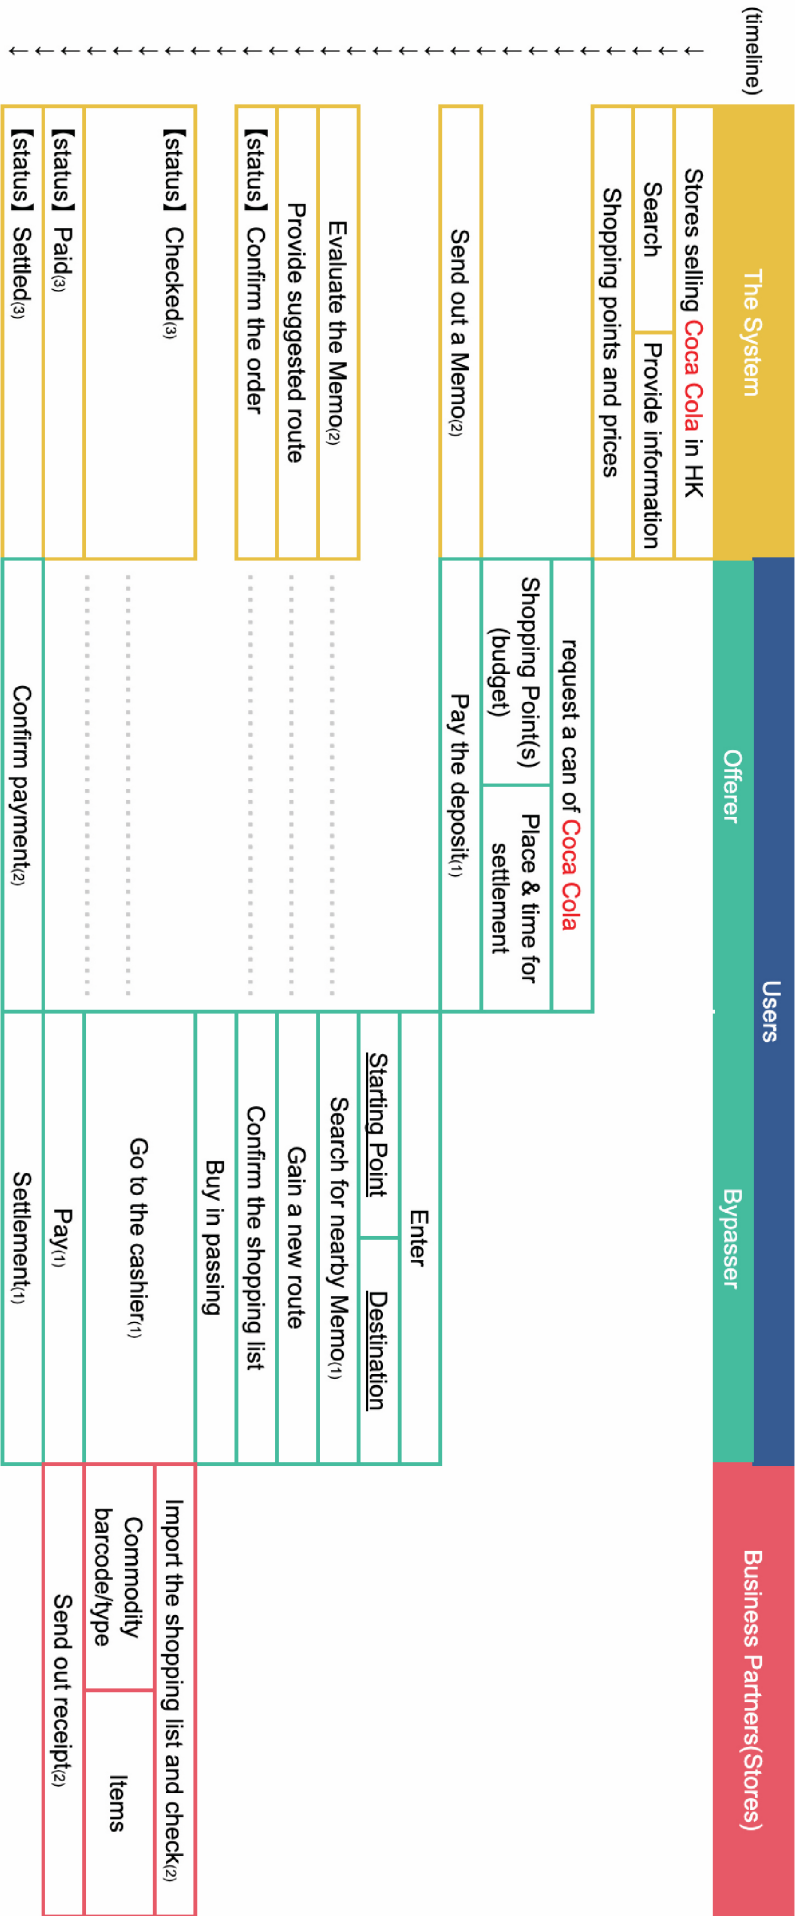 (timeline)
The System
Users
Offerer
Bypasser
Business Partners(Stores)
Stores selling Coca Cola in HK
Search
Provide information
Shopping points and prices
request a can of Coca Cola
Shopping Point(s)
(budget)
Place & time for
settlement
Send out a Memo(2)
Pay the deposit(1)
Enter
Starting Point
Destination
Evaluate the Memo(2)
Search for nearby Memo(1)
Provide suggested route
Gain a new route
【status】 Confirm the order
Confirm the shopping list
Buy in passing
【status】 Checked(3)
Go to the cashier(1)
Import the shopping list and check(2)
Commodity
barcode/type
Items
【status】 Paid(3)
Pay(1)
Send out receipt(2)
【status】 Settled(3)
Confirm payment(2)
Settlement(1)